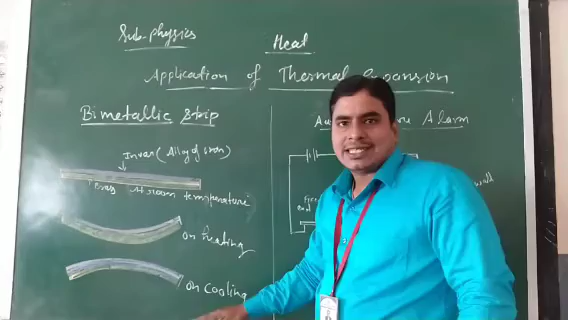 Sub-physics
Heat
Application of Thermal Expansion
Bimetallic Strip
Invar (Alloy of iron)
At room temperature
on heating
on cooling
Alarm